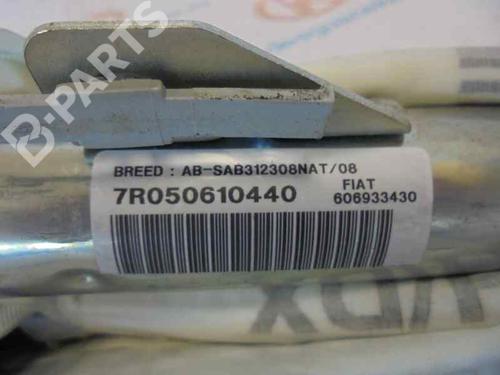 BREED : AB-SAB312308NAT/08
7R050610440
FIAT
606933430
B-PARTS